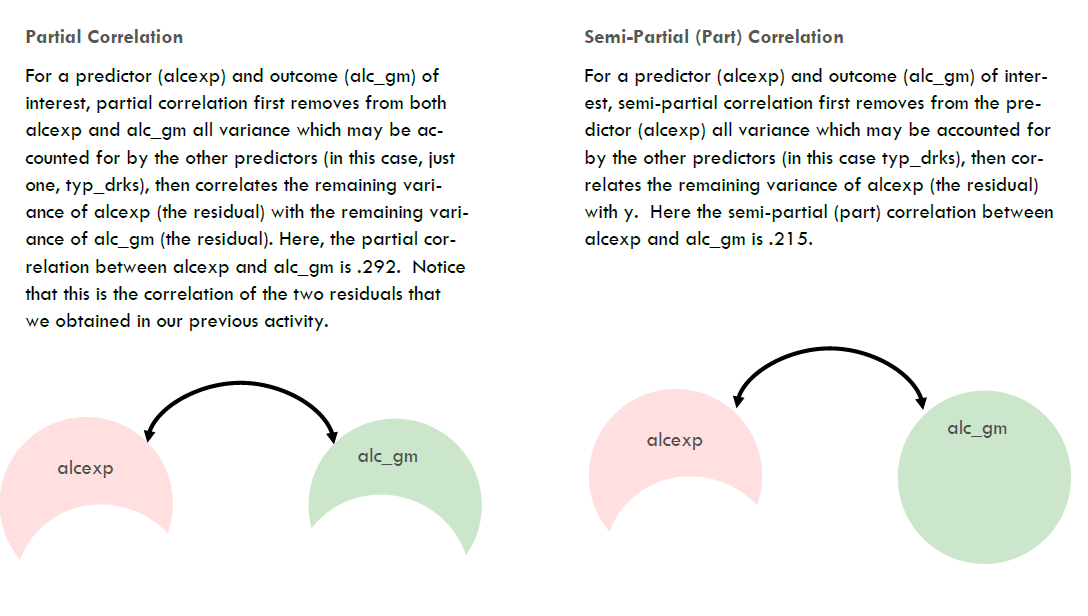 Partial Correlation
For a predictor (alcexp) and outcome (alc_gm) of
interest, partial correlation first removes from both
alcexp and alc_gm all variance which may be ac-
counted for by the other predictors (in this case, just
one, typ_drks), then correlates the remaining vari-
ance of alcexp (the residual) with the remaining vari-
ance of alc_gm (the residual). Here, the partial cor-
relation between alcexp and alc_gm is .292.  Notice
that this is the correlation of the two residuals that
we obtained in our previous activity.
alcexp
alc_gm
Semi-Partial (Part) Correlation
For a predictor (alcexp) and outcome (alc_gm) of inter-
est, semi-partial correlation first removes from the pre-
dictor (alcexp) all variance which may be accounted for
by the other predictors (in this case typ_drks), then cor-
relates the remaining variance of alcexp (the residual)
with y.  Here the semi-partial (part) correlation between
alcexp and alc_gm is .215.
alcexp
alc_gm